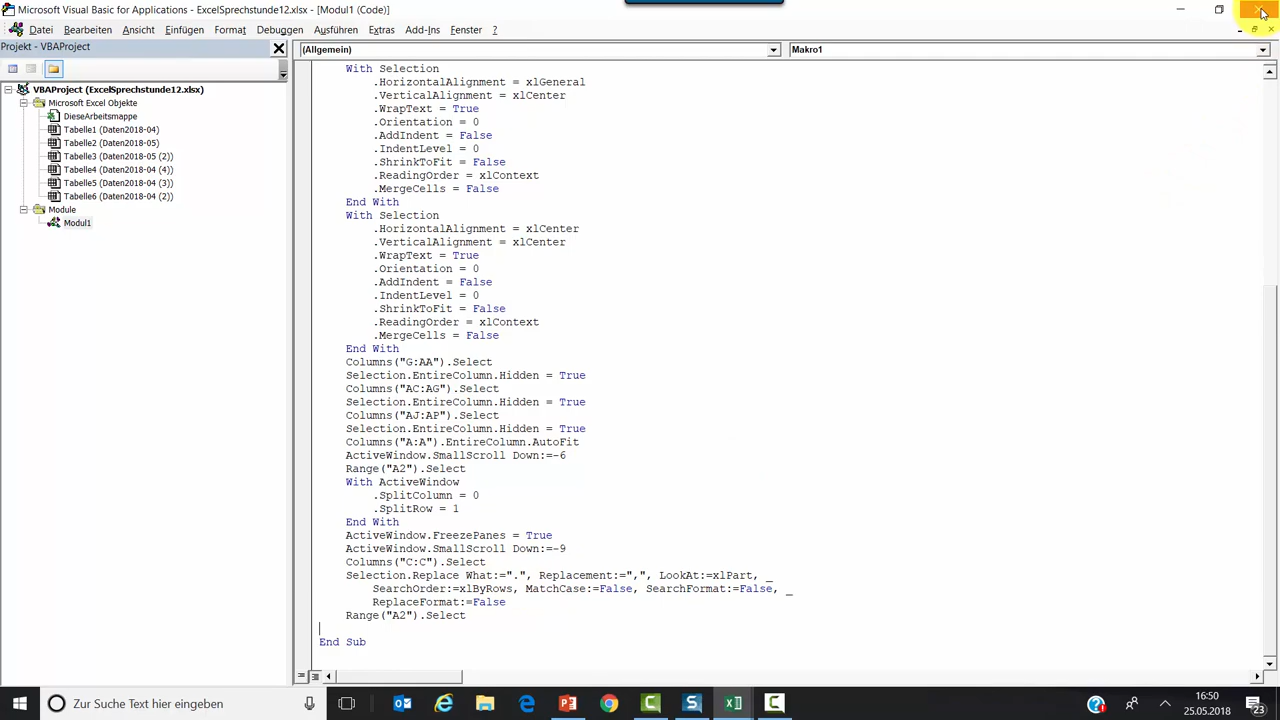 Microsoft Visual Basic for Applications - ExcelSprechstunde12.xlsx - [Modul1 (Code)]
Datei Bearbeiten Ansicht Einfügen Format Debuggen Ausführen Extras Add-Ins Fenster ?
Projekt - VBAProject
(Allgemein) Makro1
VBAProject (ExcelSprechstunde12.xlsx)
Microsoft Excel Objekte
DieseArbeitsmappe
Tabelle1 (Daten2018-04)
Tabelle2 (Daten2018-05)
Tabelle3 (Daten2018-05 (2))
Tabelle4 (Daten2018-04 (4))
Tabelle5 (Daten2018-04 (3))
Tabelle6 (Daten2018-04 (2))
Module
Modul1
With Selection
.HorizontalAlignment = xlGeneral
.VerticalAlignment = xlCenter
.WrapText = True
.Orientation = 0
.AddIndent = False
.IndentLevel = 0
.ShrinkToFit = False
.ReadingOrder = xlContext
.MergeCells = False
End With
With Selection
.HorizontalAlignment = xlCenter
.VerticalAlignment = xlCenter
.WrapText = True
.Orientation = 0
.AddIndent = False
.IndentLevel = 0
.ShrinkToFit = False
.ReadingOrder = xlContext
.MergeCells = False
End With
Columns("G:AA").Select
Selection.EntireColumn.Hidden = True
Columns("AC:AG").Select
Selection.EntireColumn.Hidden = True
Columns("AJ:AP").Select
Selection.EntireColumn.Hidden = True
Columns("A:A").EntireColumn.AutoFit
ActiveWindow.SmallScroll Down:=-6
Range("A2").Select
With ActiveWindow
.SplitColumn = 0
.SplitRow = 1
End With
ActiveWindow.FreezePanes = True
ActiveWindow.SmallScroll Down:=-9
Columns("C:C").Select
Selection.Replace What:=".", Replacement:=",", LookAt:=xlPart, _
SearchOrder:=xlByRows, MatchCase:=False, SearchFormat:=False, _
ReplaceFormat:=False
Range("A2").Select
End Sub
Zur Suche Text hier eingeben
16:50
25.05.2018
23